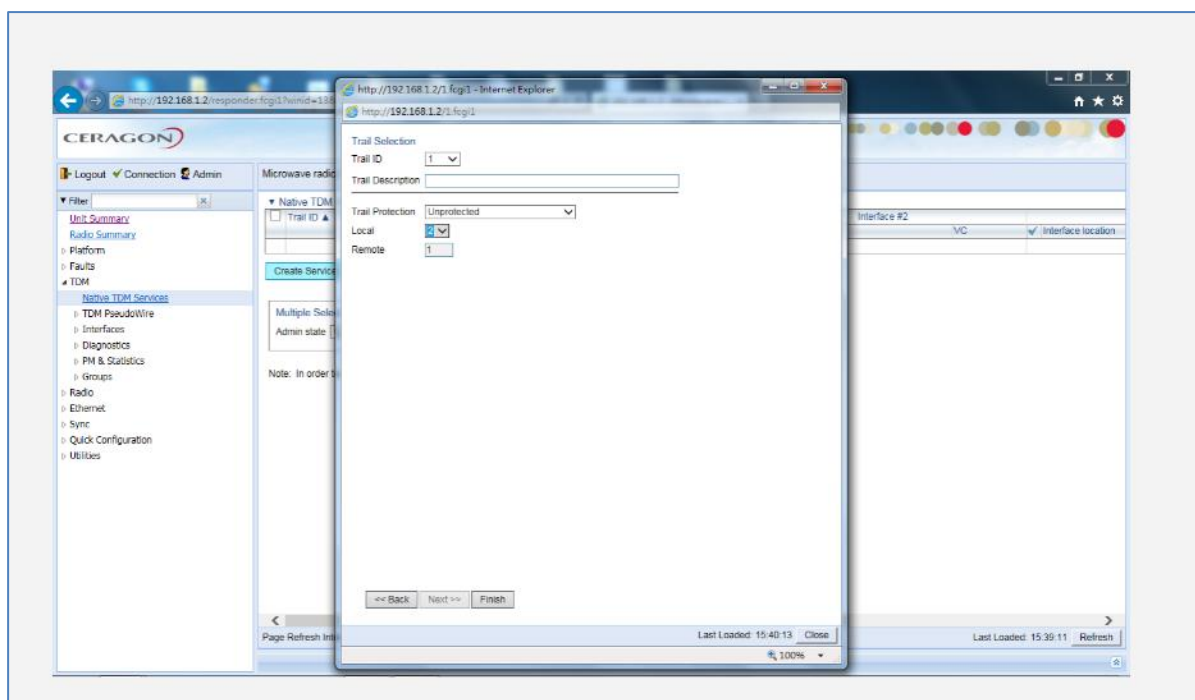 http://192.168.1.2/responder.fcgi1?winid=138
CERAGON
Logout Connection Admin
Filter
Unit Summary
Radio Summary
Platform
Faults
TDM
Native TDM Services
TDM PseudoWire
Interfaces
Diagnostics
PM & Statistics
Groups
Radio
Ethernet
Sync
Quick Configuration
Utilities
Microwave radio
Native TDM
Trail ID
Interface #2
VC Interface location
Create Service
Multiple Sele
Admin state
Note: In order t
Page Refresh Int
Last Loaded: 15:39:11 Refresh
http://192.168.1.2/1.fcgi1 - Internet Explorer
http://192.168.1.2/1.fcgi1
Trail Selection
Trail ID 1
Trail Description
Trail Protection Unprotected
Local 2
Remote 1
<< Back Next >> Finish
Last Loaded: 15:40:13 Close
100%